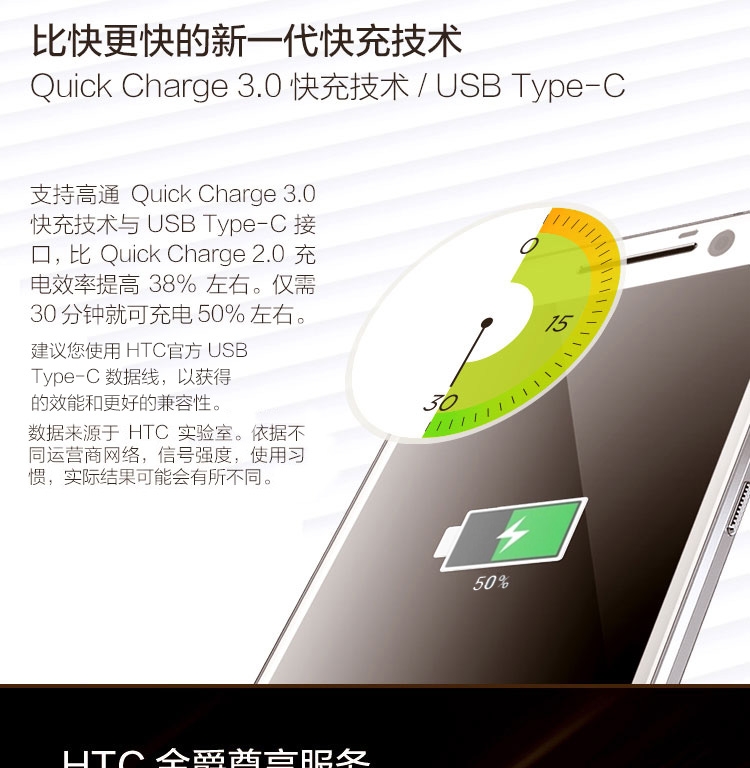 比快更快的新一代快充技术
Quick Charge 3.0 快充技术 / USB Type-C
支持高通 Quick Charge 3.0
快充技术与 USB Type-C 接
口，比 Quick Charge 2.0 充
电效率提高 38% 左右。仅需
30 分钟就可充电 50% 左右。
建议您使用 HTC官方 USB
Type-C 数据线，以获得
的效能和更好的兼容性。
数据来源于 HTC 实验室。依据不
同运营商网络，信号强度，使用习
惯，实际结果可能会有所不同。
0
15
30
50%
HTC 金爵尊享服务